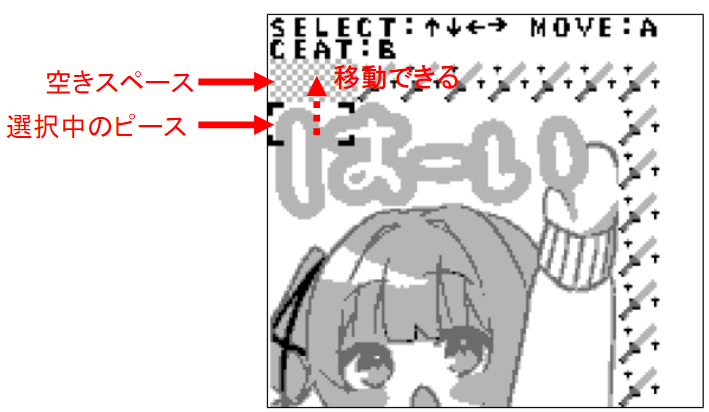 SELECT:↑↓←→ MOVE:A
CEAT:B
空きスペース
移動できる
選択中のピース
はーい